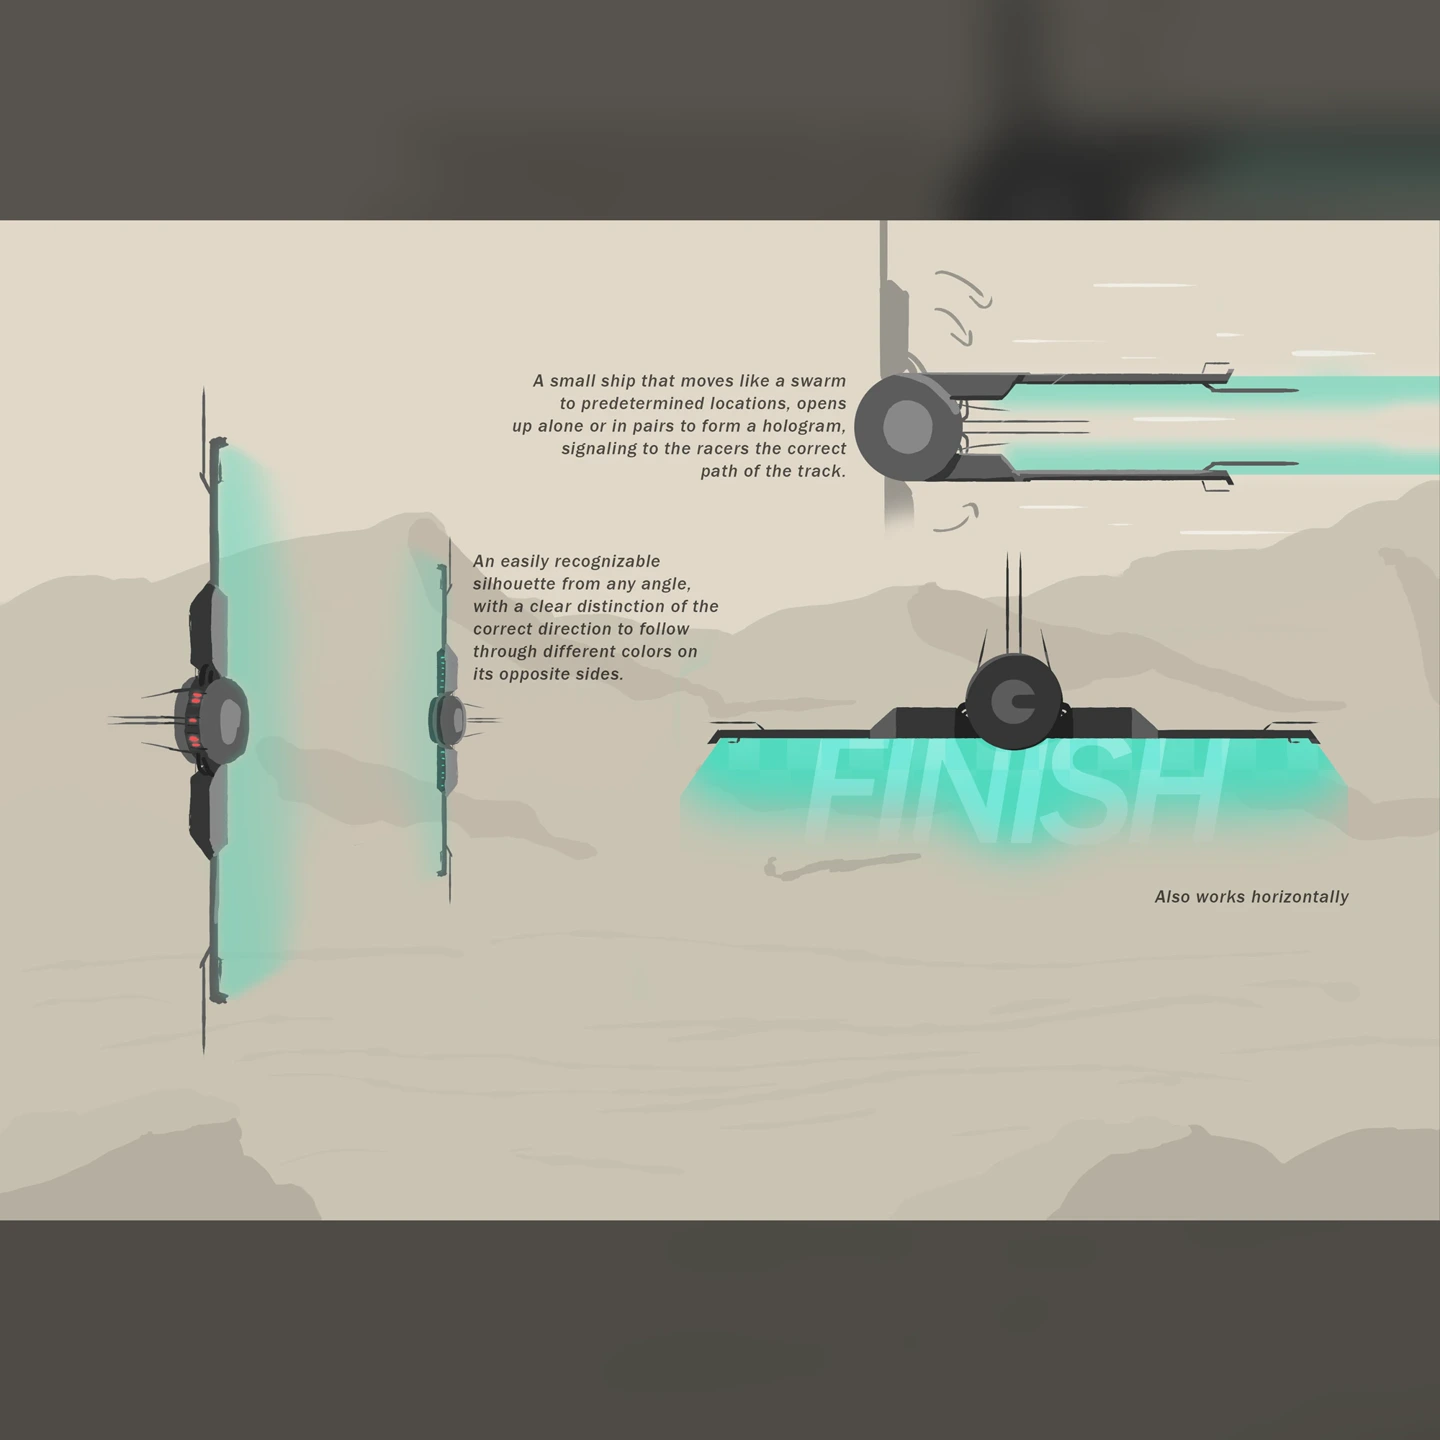 A small ship that moves like a swarm
to predetermined locations, opens
up alone or in pairs to form a hologram,
signaling to the racers the correct
path of the track.
An easily recognizable
silhouette from any angle,
with a clear distinction of the
correct direction to follow
through different colors on
its opposite sides.
FINISH
Also works horizontally